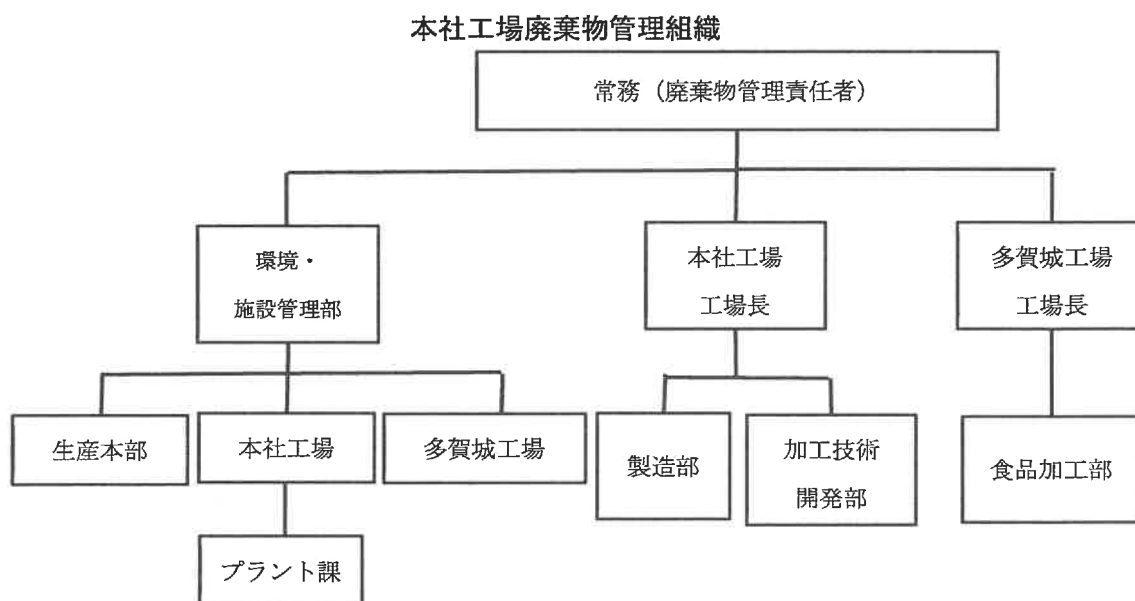 本社工場廃棄物管理組織
常務（廃棄物管理責任者）
環境・
施設管理部
本社工場
工場長
多賀城工場
工場長
生産本部
本社工場
多賀城工場
製造部
加工技術
開発部
食品加工部
プラント課